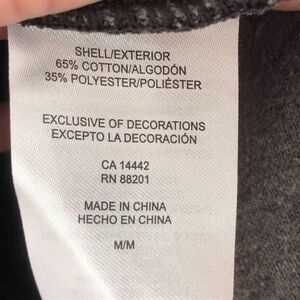 SHELL/EXTERIOR
65% COTTON/ALGODÓN
35% POLYESTER/POLIÉSTER
EXCLUSIVE OF DECORATIONS
EXCEPTO LA DECORACIÓN
CA 14442
RN 88201
MADE IN CHINA
HECHO EN CHINA
M/M